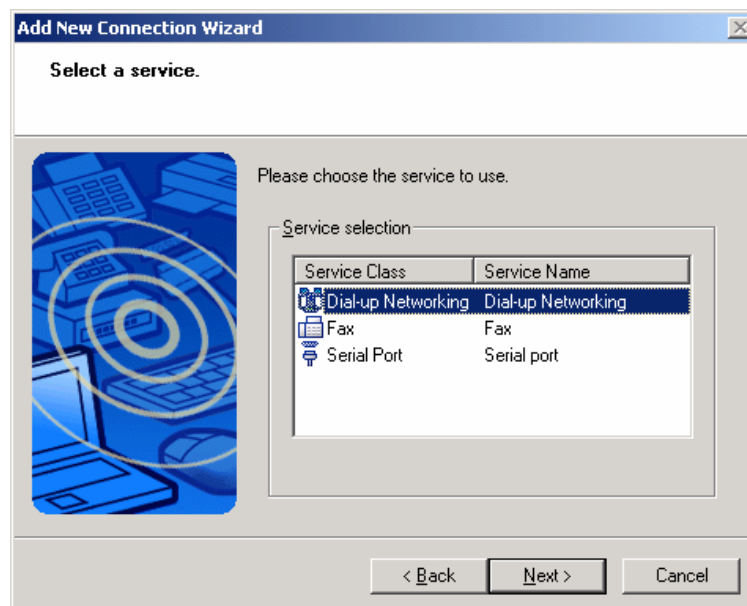 Add New Connection Wizard
Select a service.
Please choose the service to use.
Service selection
Service Class Service Name
Dial-up Networking Dial-up Networking
Fax Fax
Serial Port Serial port
< Back Next > Cancel